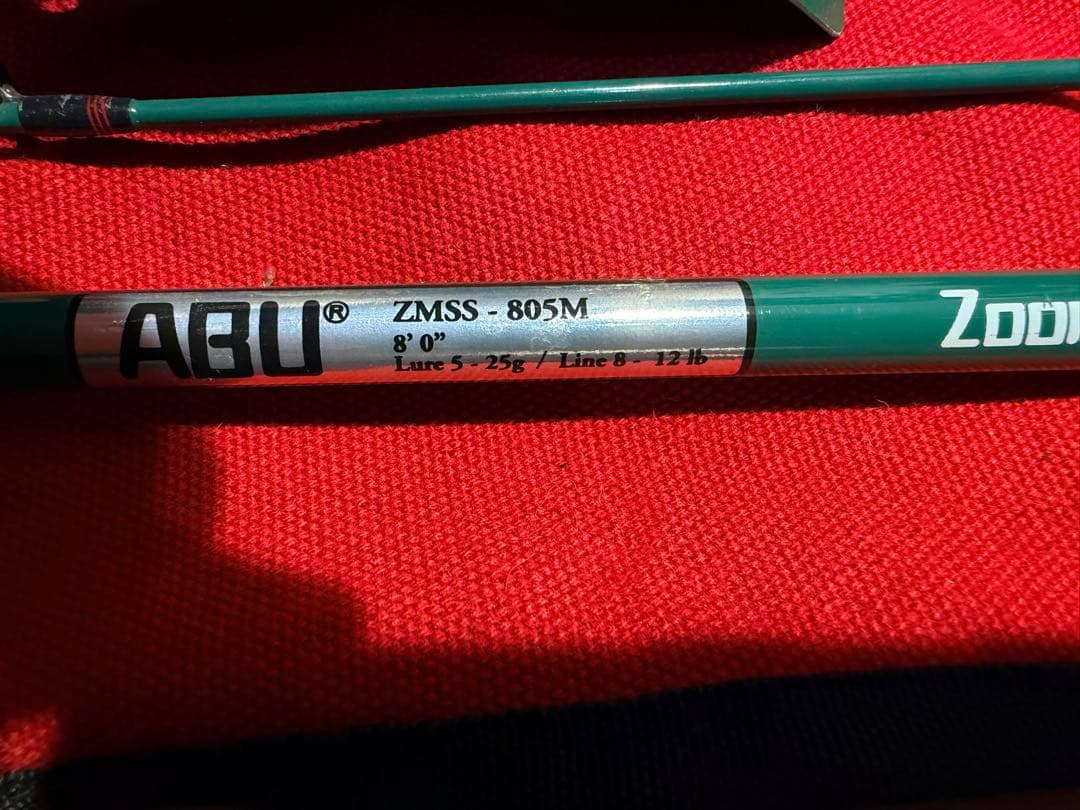 ABU®
ZMSS - 805M
8' 0”
Lure 5 - 25g / Line 8 - 12 lb